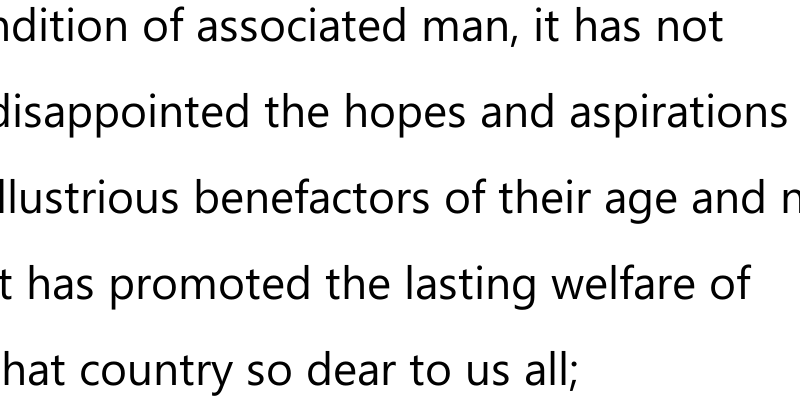 ndition of associated man, it has not
disappointed the hopes and aspirations
llustrious benefactors of their age and n
t has promoted the lasting welfare of
hat country so dear to us all;